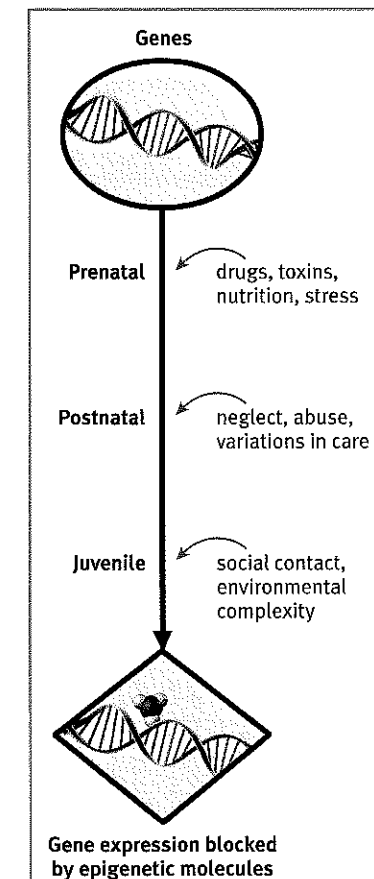 Genes
Prenatal
drugs, toxins,
nutrition, stress
Postnatal
neglect, abuse,
variations in care
Juvenile
social contact,
environmental
complexity
Gene expression blocked
by epigenetic molecules